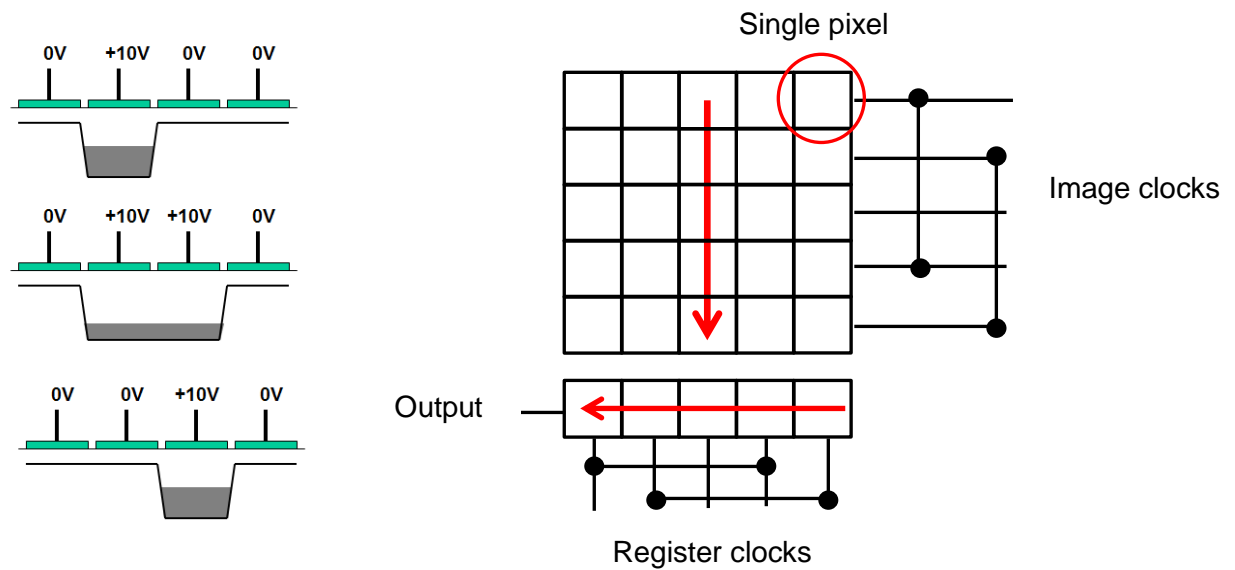 Single pixel
0V +10V 0V 0V
0V +10V +10V 0V
0V 0V +10V 0V
Image clocks
Output
Register clocks